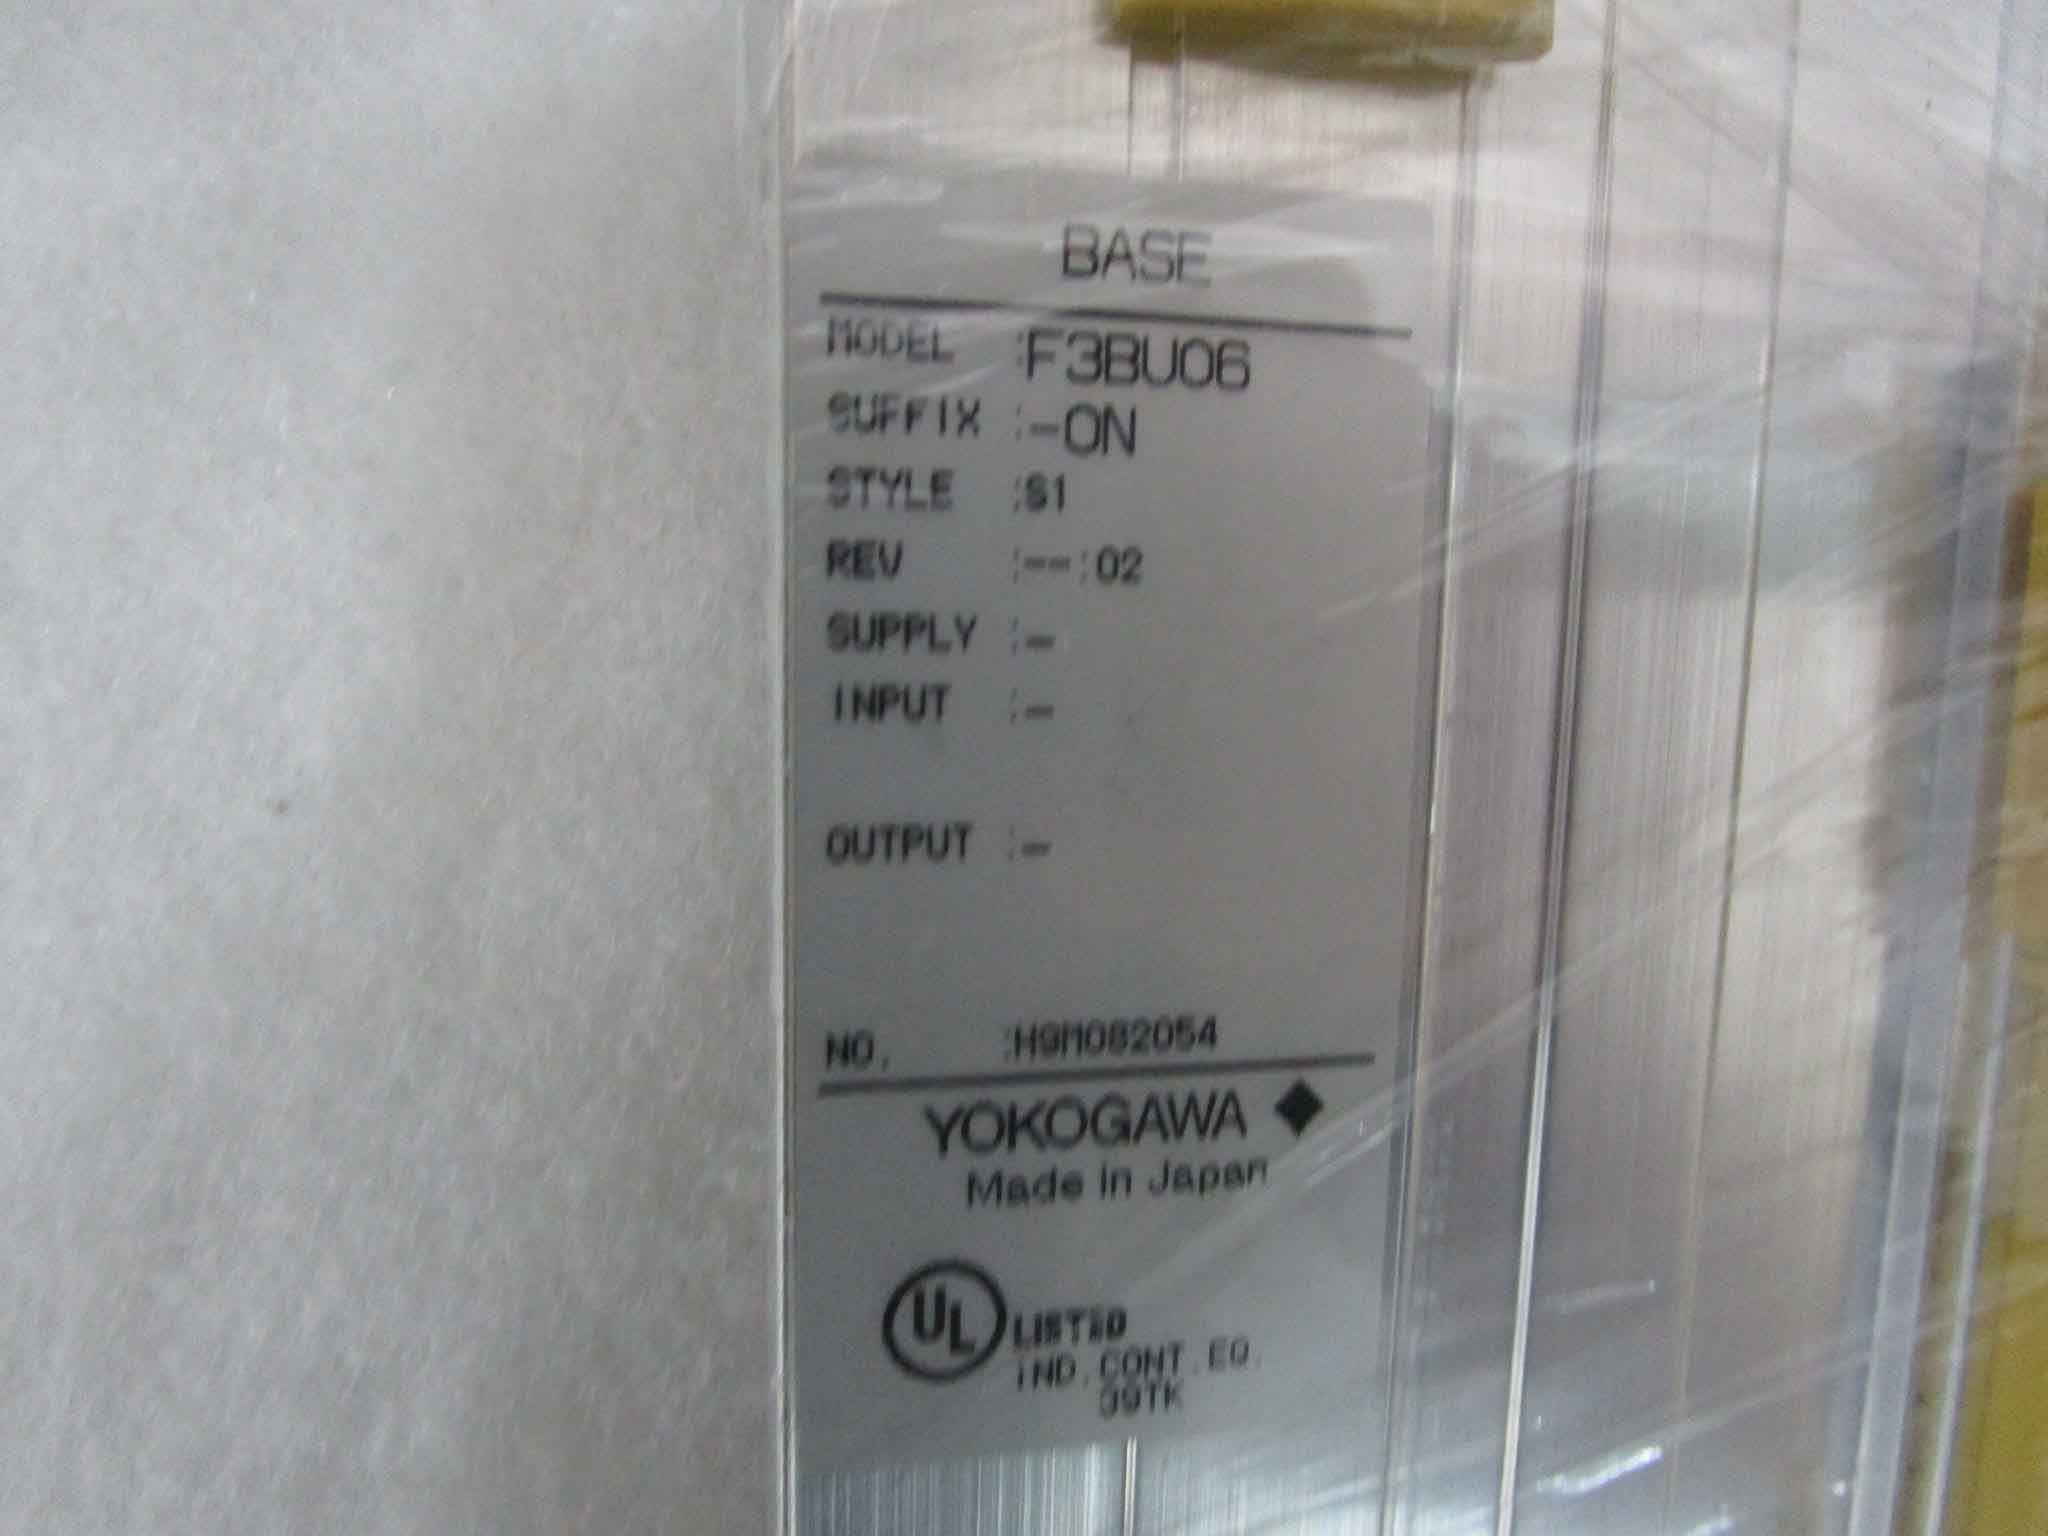 BASE
MODEL :F3BU06
SUFFIX :-0N
STYLE :S1
REV :--:02
SUPPLY :-
INPUT :-
OUTPUT :-
NO. :H9M082054
YOKOGAWA ◆
Made in Japan
UL LISTED
IND.CONT.EQ.
39TK